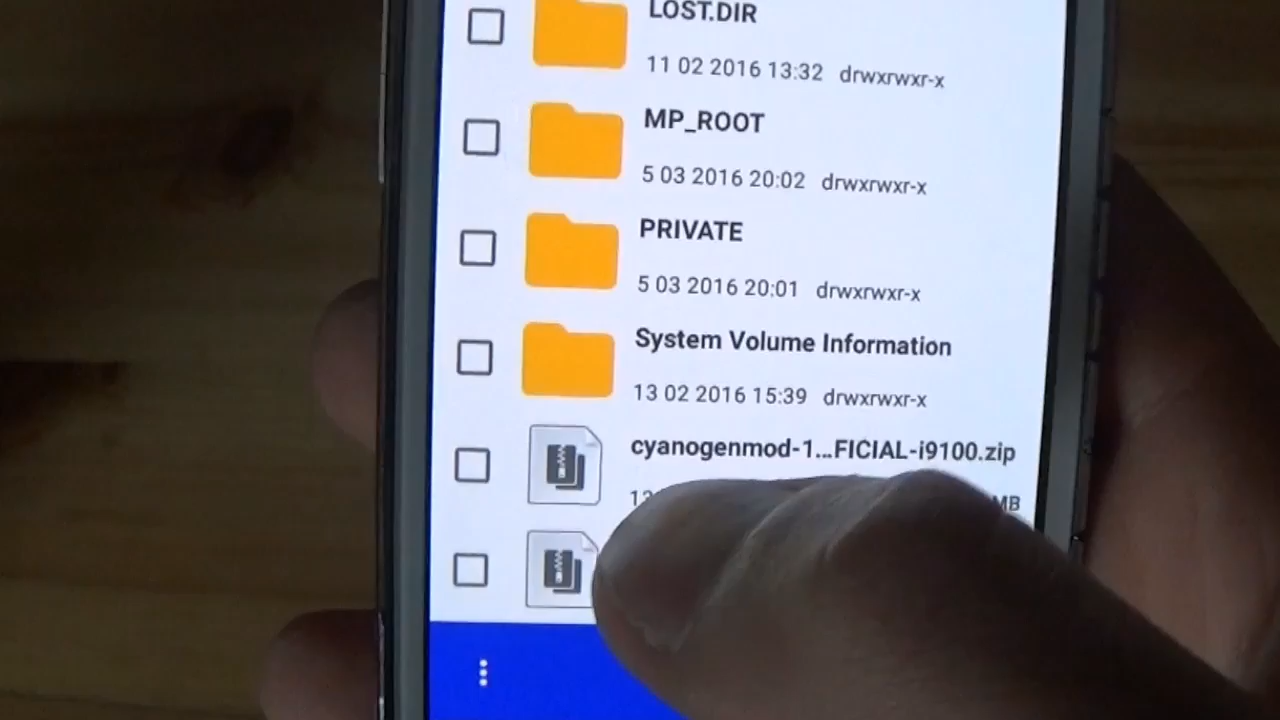 LOST.DIR
11 02 2016 13:32 drwxrwxr-x
MP_ROOT
5 03 2016 20:02 drwxrwxr-x
PRIVATE
5 03 2016 20:01 drwxrwxr-x
System Volume Information
13 02 2016 15:39 drwxrwxr-x
cyanogenmod-1...FICIAL-i9100.zip
MB